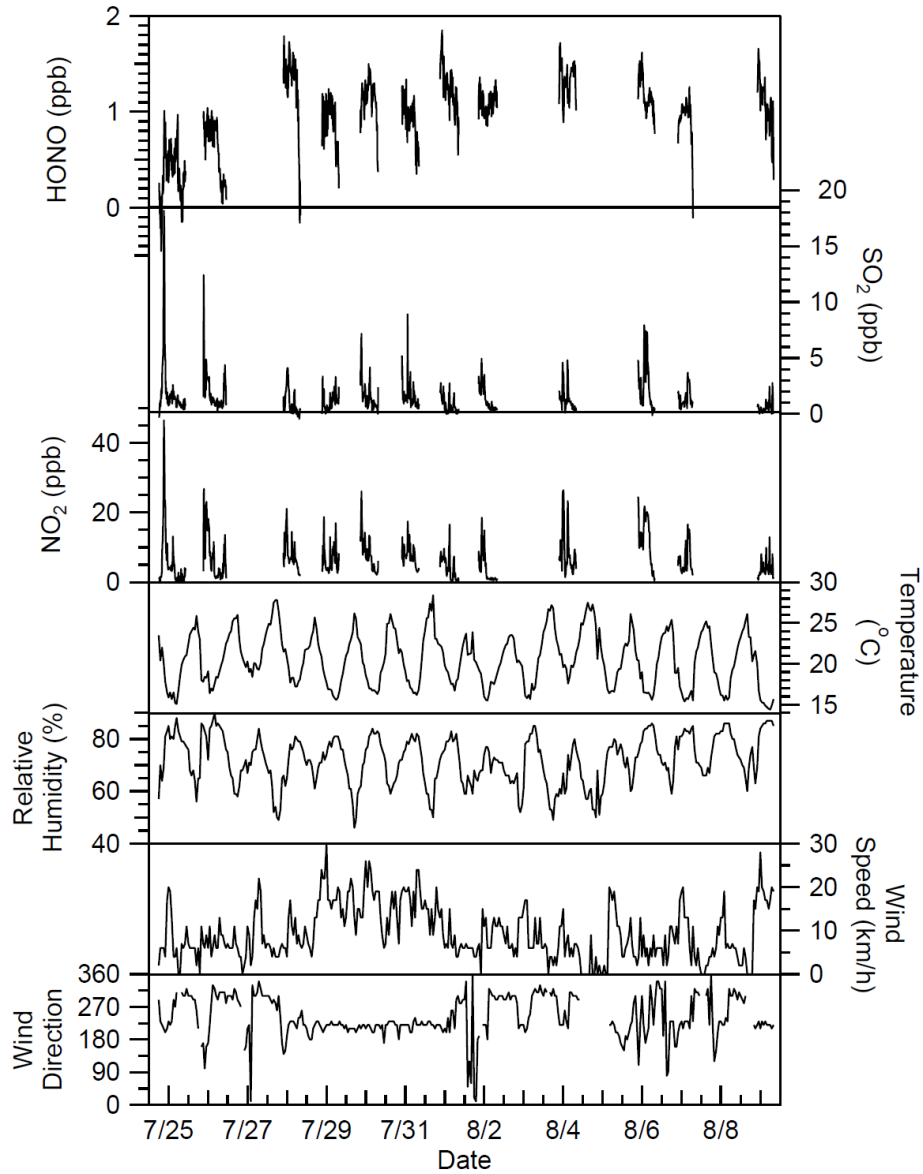 2
1
0
HONO (ppb)
20
15
10
5
0
SO2 (ppb)
40
20
0
NO2 (ppb)
30
25
20
15
Temperature
(oC)
80
60
40
Relative
Humidity (%)
30
20
10
0
Wind
Speed (km/h)
360
270
180
90
0
Wind
Direction
7/25 7/27 7/29 7/31 8/2 8/4 8/6 8/8
Date